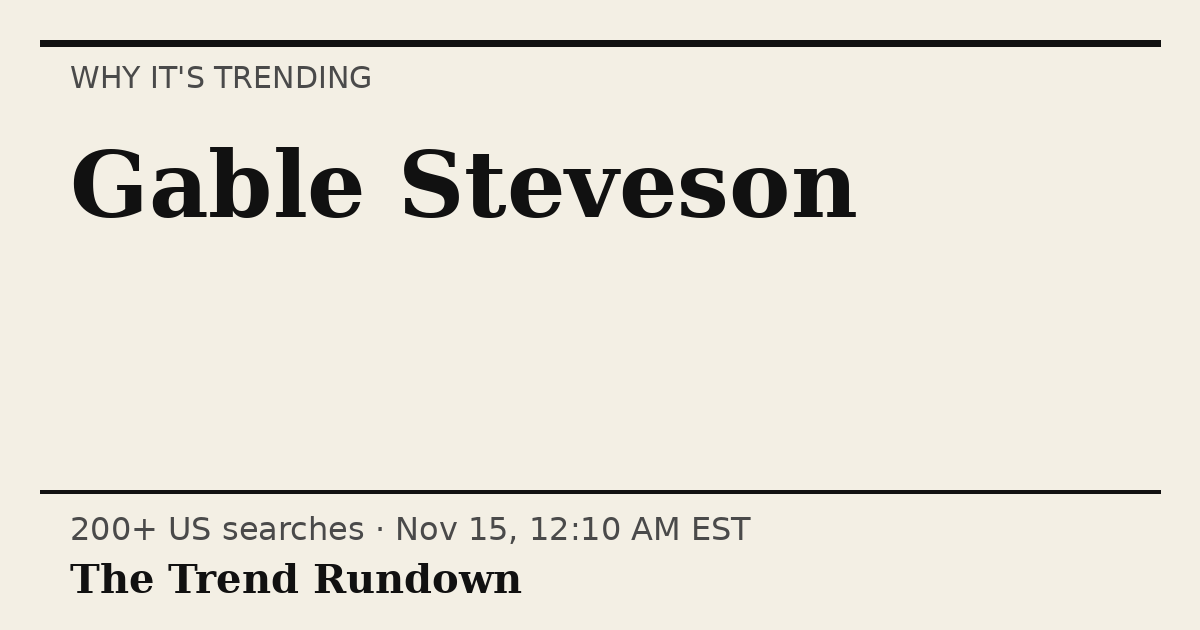 WHY IT'S TRENDING
Gable Steveson
200+ US searches · Nov 15, 12:10 AM EST
The Trend Rundown